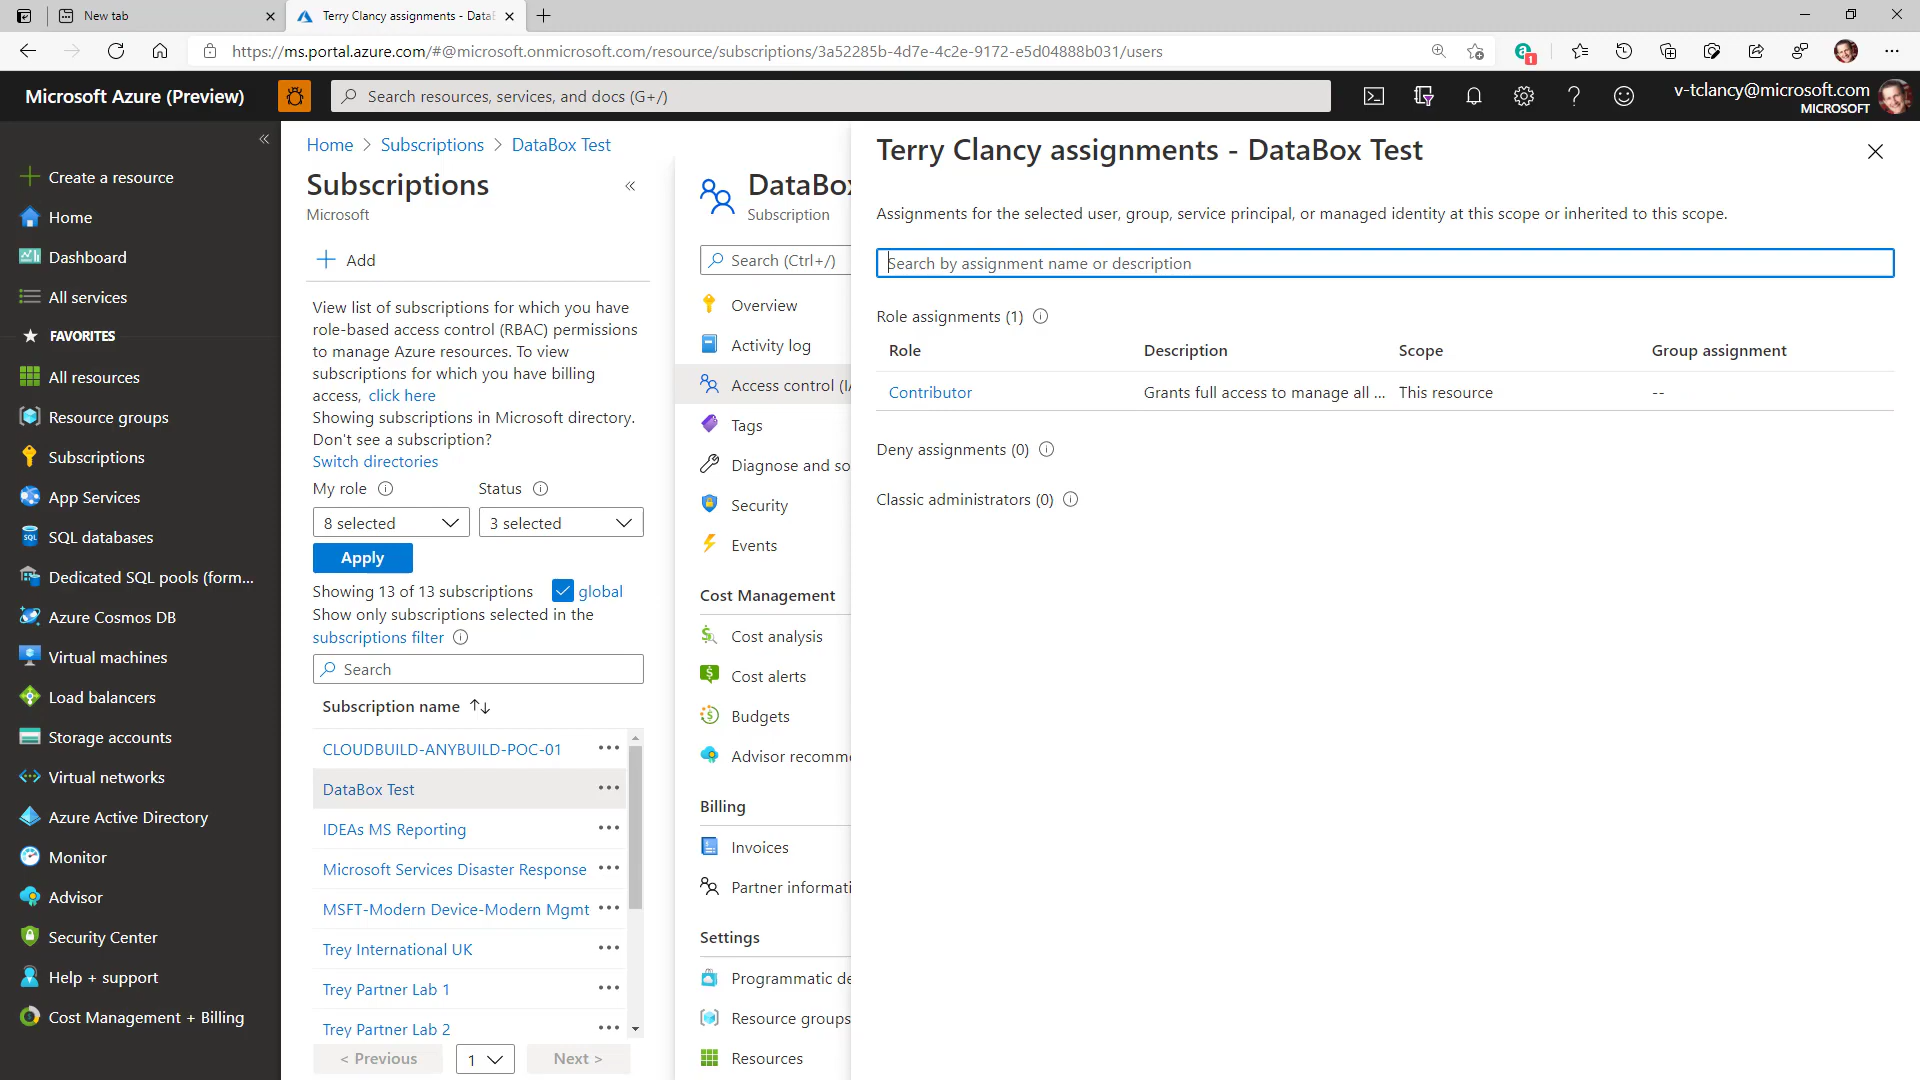 New tab
Terry Clancy assignments - Data
https://ms.portal.azure.com/#@microsoft.onmicrosoft.com/resource/subscriptions/3a52285b-4d7e-4c2e-9172-e5d04888b031/users
1
Microsoft Azure (Preview)
Search resources, services, and docs (G+/)
v-tclancy@microsoft.com
MICROSOFT
Create a resource
Home
Dashboard
All services
FAVORITES
All resources
Resource groups
Subscriptions
App Services
SQL databases
Dedicated SQL pools (form...
Azure Cosmos DB
Virtual machines
Load balancers
Storage accounts
Virtual networks
Azure Active Directory
Monitor
Advisor
Security Center
Help + support
Cost Management + Billing
Home > Subscriptions > DataBox Test
Subscriptions
Microsoft
Add
View list of subscriptions for which you have
role-based access control (RBAC) permissions
to manage Azure resources. To view
subscriptions for which you have billing
access, click here
Showing subscriptions in Microsoft directory.
Don't see a subscription?
Switch directories
My role
Status
8 selected
3 selected
Apply
Showing 13 of 13 subscriptions global
Show only subscriptions selected in the
subscriptions filter
Search
Subscription name
CLOUDBUILD-ANYBUILD-POC-01
DataBox Test
IDEAs MS Reporting
Microsoft Services Disaster Response
MSFT-Modern Device-Modern Mgmt
Trey International UK
Trey Partner Lab 1
Trey Partner Lab 2
< Previous
1
Next >
DataBox
Subscription
Search (Ctrl+/)
Overview
Activity log
Access control (IA
Tags
Diagnose and so
Security
Events
Cost Management
Cost analysis
Cost alerts
Budgets
Advisor recomme
Billing
Invoices
Partner informati
Settings
Programmatic de
Resource groups
Resources
Terry Clancy assignments - DataBox Test
Assignments for the selected user, group, service principal, or managed identity at this scope or inherited to this scope.
Search by assignment name or description
Role assignments (1)
Role Description Scope Group assignment
Contributor Grants full access to manage all ... This resource --
Deny assignments (0)
Classic administrators (0)